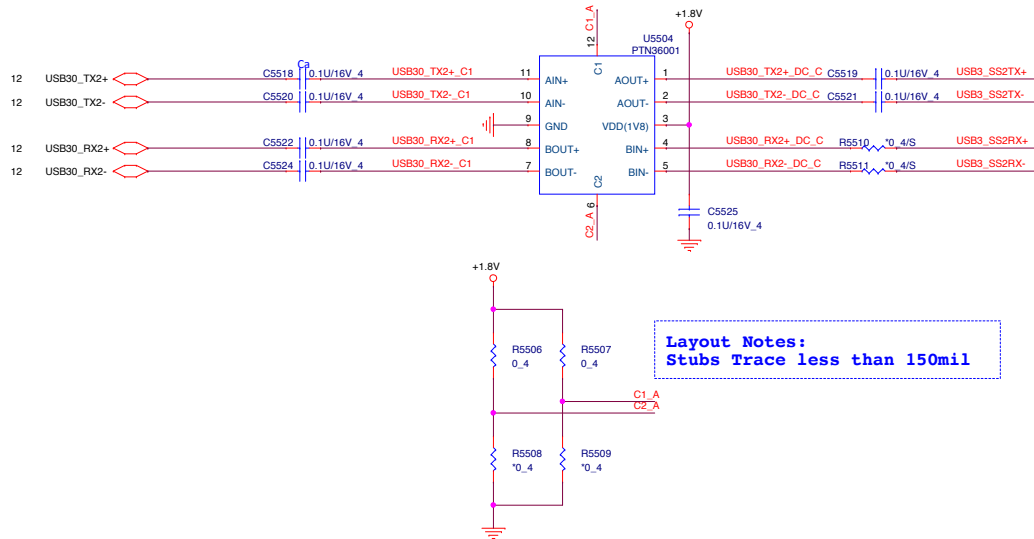 +1.8V
C1_A
12
U5504
PTN36001
12 USB30_TX2+ C5518 Ca 0.1U/16V_4 USB30_TX2+_C1 11 AIN+ C1 AOUT+ 1 USB30_TX2+_DC_C C5519 0.1U/16V_4 USB3_SS2TX+
12 USB30_TX2- C5520 0.1U/16V_4 USB30_TX2-_C1 10 AIN- AOUT- 2 USB30_TX2-_DC_C C5521 0.1U/16V_4 USB3_SS2TX-
9 GND VDD(1V8) 3
12 USB30_RX2+ C5522 0.1U/16V_4 USB30_RX2+_C1 8 BOUT+ BIN+ 4 USB30_RX2+_DC_C R5510 *0_4/S USB3_SS2RX+
12 USB30_RX2- C5524 0.1U/16V_4 USB30_RX2-_C1 7 BOUT- C2 BIN- 5 USB30_RX2-_DC_C R5511 *0_4/S USB3_SS2RX-
6
C2_A
C5525
0.1U/16V_4
+1.8V
R5506 R5507
0_4 0_4
C1_A
C2_A
R5508 R5509
*0_4 *0_4
Layout Notes:
Stubs Trace less than 150mil